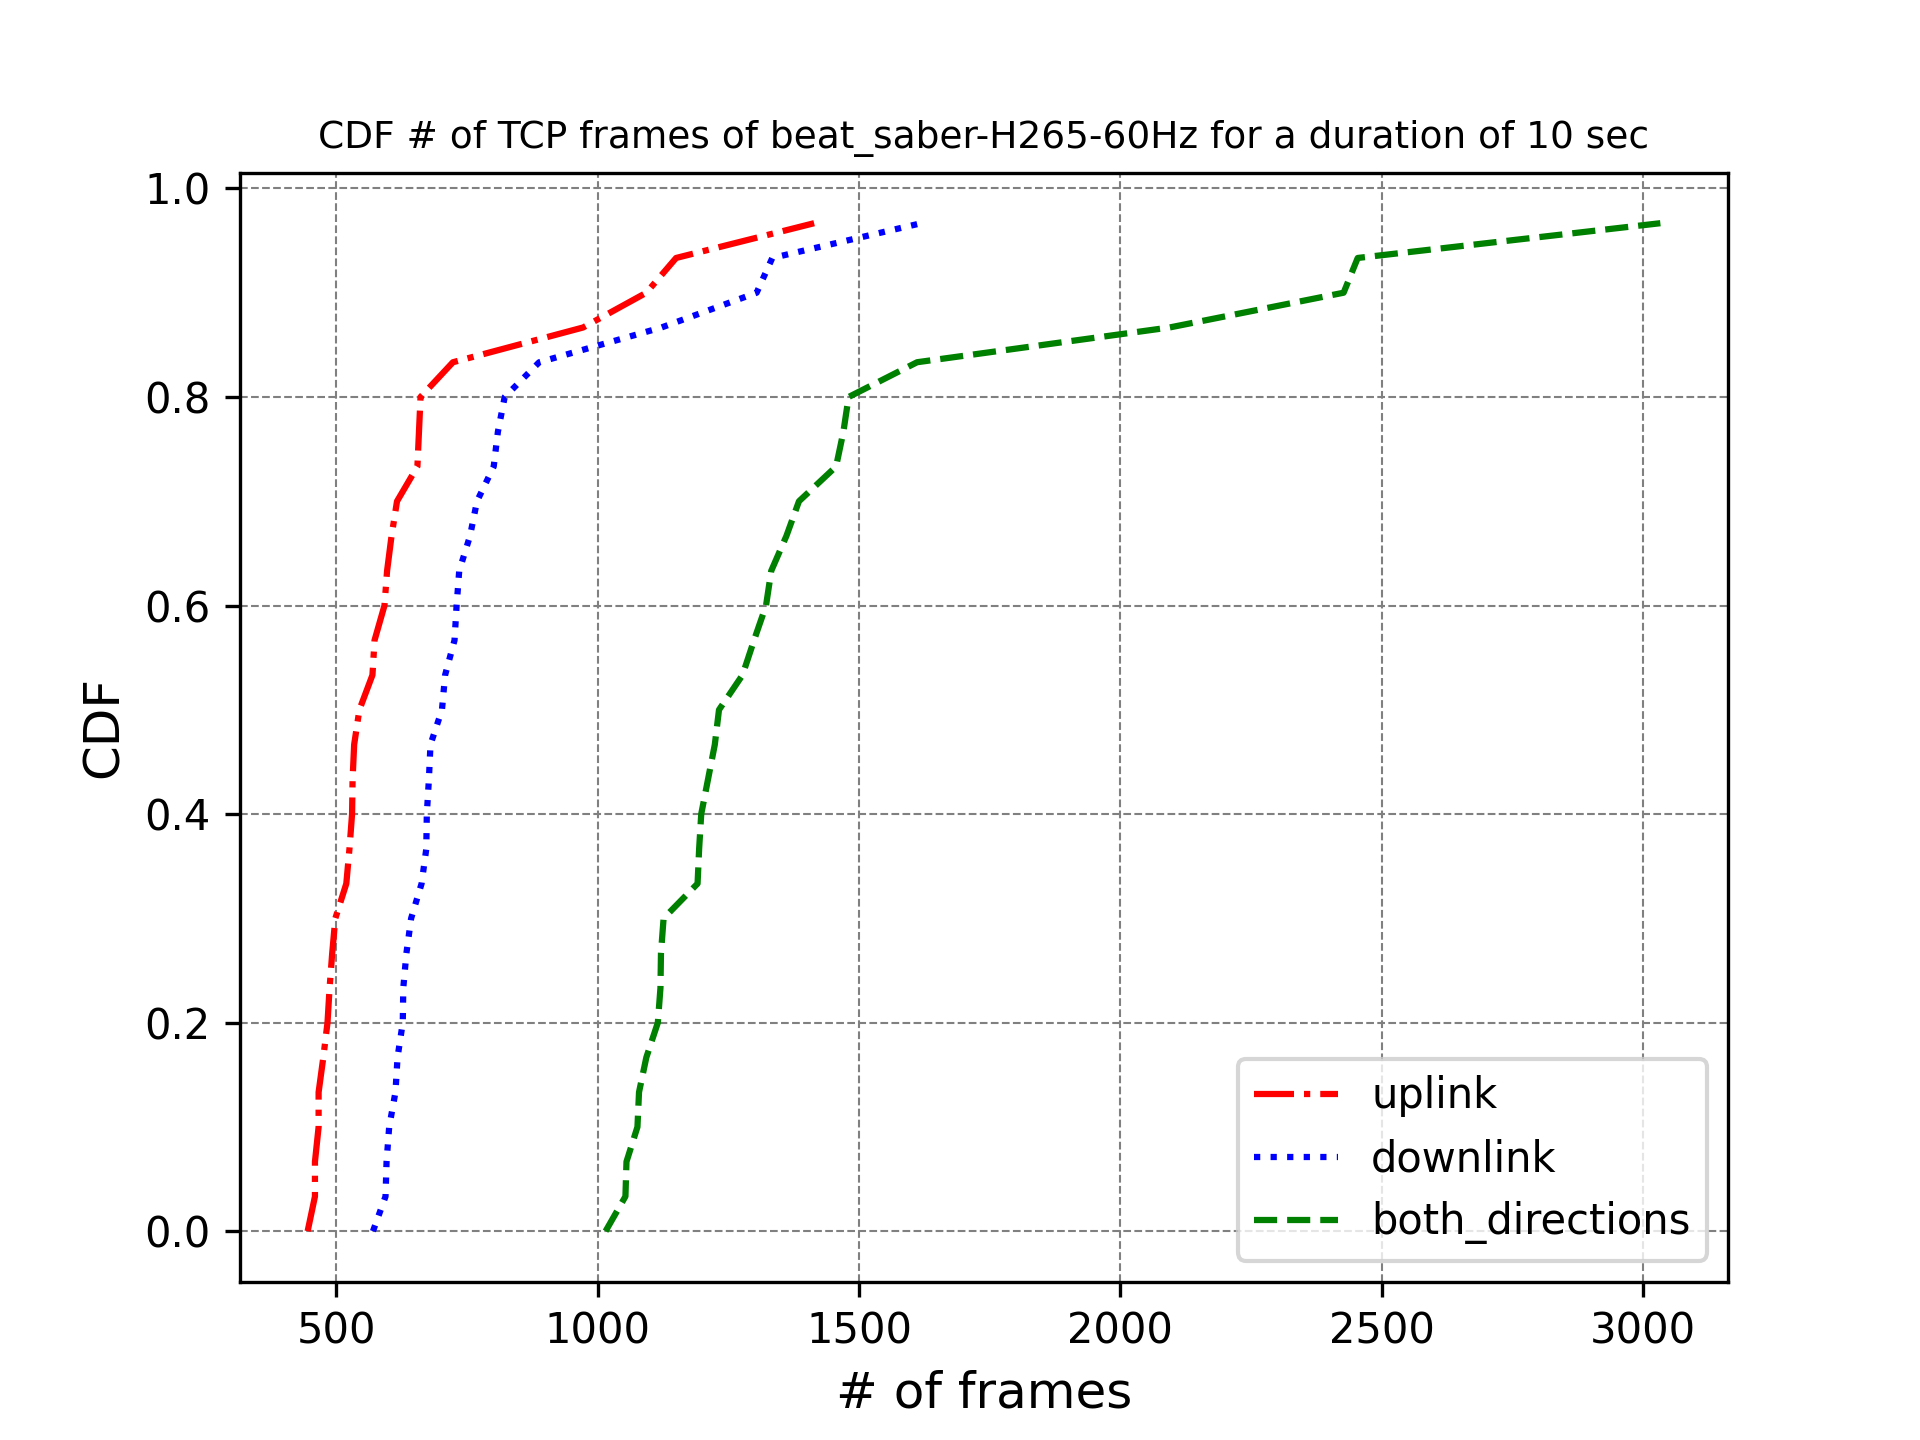 CDF # of TCP frames of beat_saber-H265-60Hz for a duration of 10 sec
1.0
0.8
0.6
0.4
0.2
0.0
CDF
uplink
downlink
both_directions
500 1000 1500 2000 2500 3000
# of frames